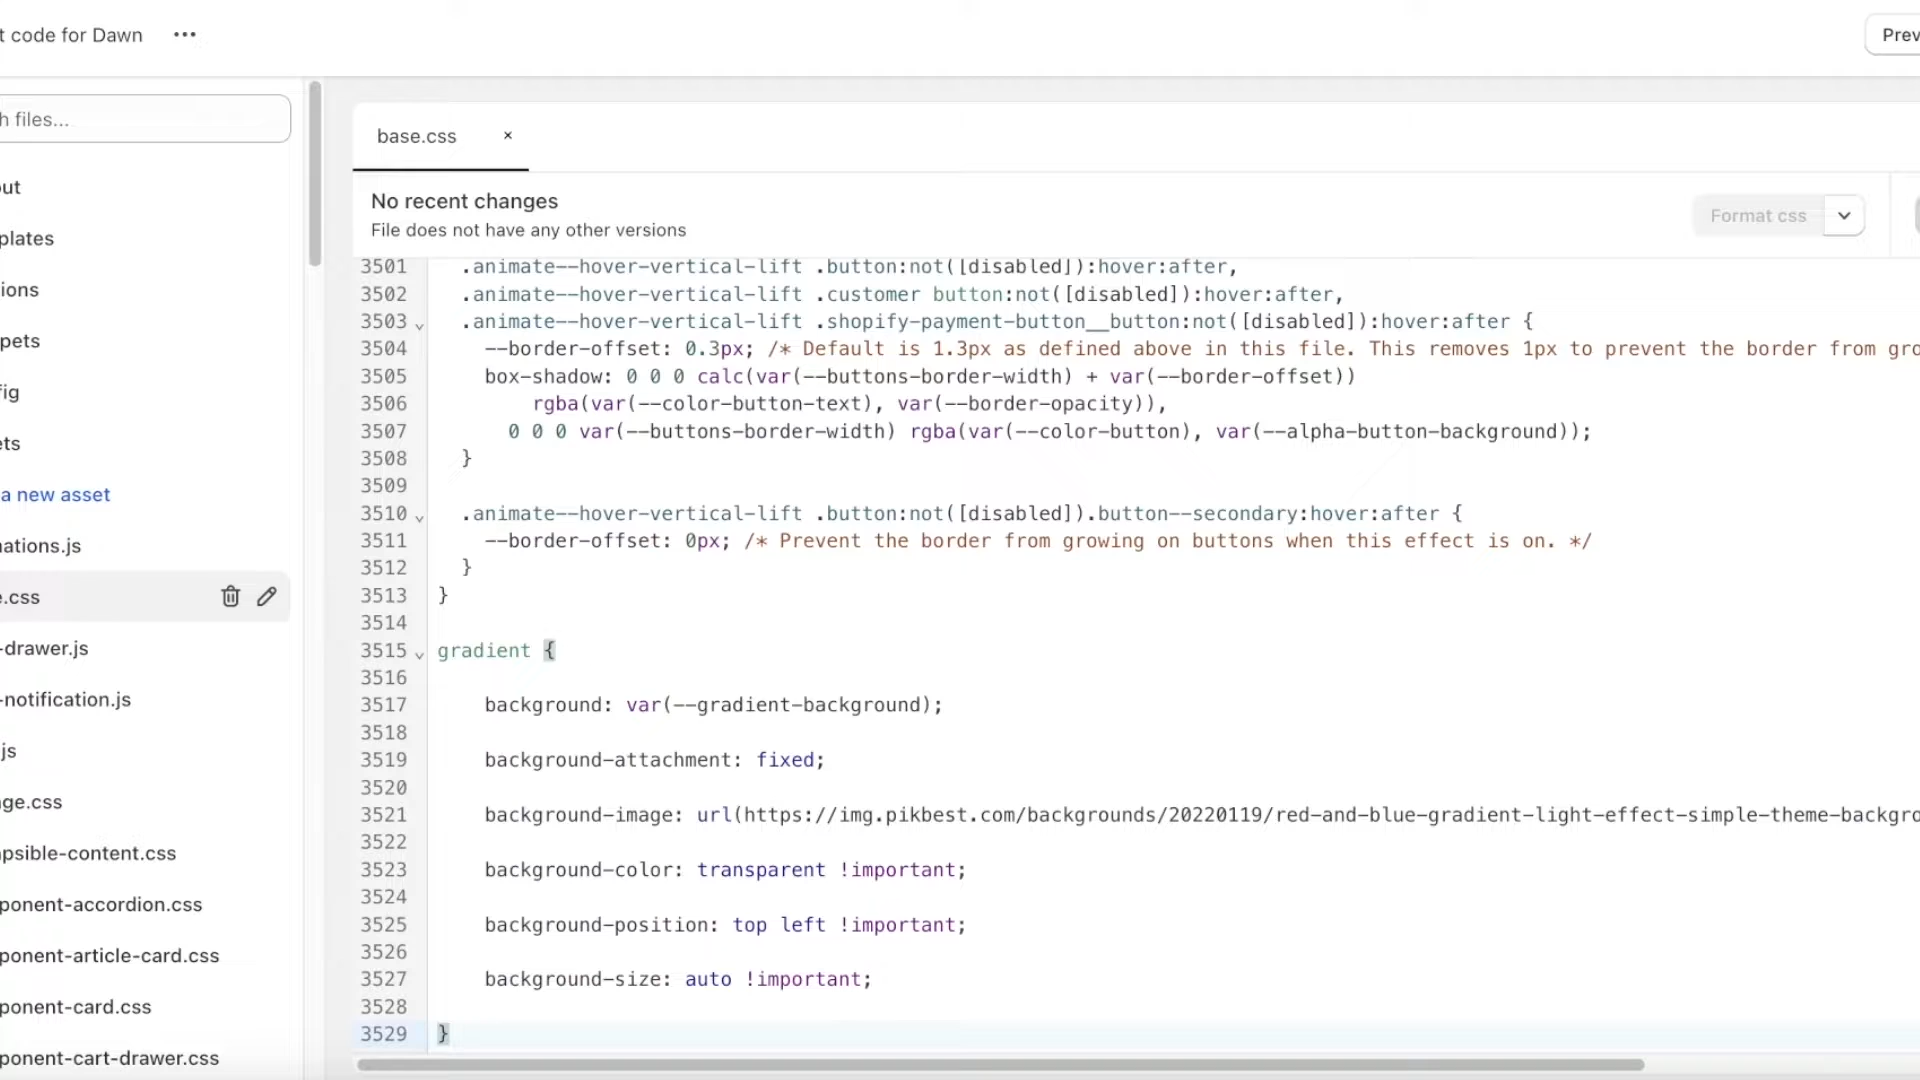 t code for Dawn ...
Prev
h files...
out
plates
ions
pets
fig
ets
a new asset
nations.js
e.css
-drawer.js
-notification.js
js
age.css
apsible-content.css
ponent-accordion.css
ponent-article-card.css
ponent-card.css
ponent-cart-drawer.css
base.css ×
No recent changes
File does not have any other versions
Format css
3501 .animate--hover-vertical-lift .button:not([disabled]):hover:after,
3502 .animate--hover-vertical-lift .customer button:not([disabled]):hover:after,
3503 .animate--hover-vertical-lift .shopify-payment-button__button:not([disabled]):hover:after {
3504 --border-offset: 0.3px; /* Default is 1.3px as defined above in this file. This removes 1px to prevent the border from gro
3505 box-shadow: 0 0 0 calc(var(--buttons-border-width) + var(--border-offset))
3506 rgba(var(--color-button-text), var(--border-opacity)),
3507 0 0 0 var(--buttons-border-width) rgba(var(--color-button), var(--alpha-button-background));
3508 }
3509
3510 .animate--hover-vertical-lift .button:not([disabled]).button--secondary:hover:after {
3511 --border-offset: 0px; /* Prevent the border from growing on buttons when this effect is on. */
3512 }
3513 }
3514
3515 gradient {
3516
3517 background: var(--gradient-background);
3518
3519 background-attachment: fixed;
3520
3521 background-image: url(https://img.pikbest.com/backgrounds/20220119/red-and-blue-gradient-light-effect-simple-theme-backgro
3522
3523 background-color: transparent !important;
3524
3525 background-position: top left !important;
3526
3527 background-size: auto !important;
3528
3529 }